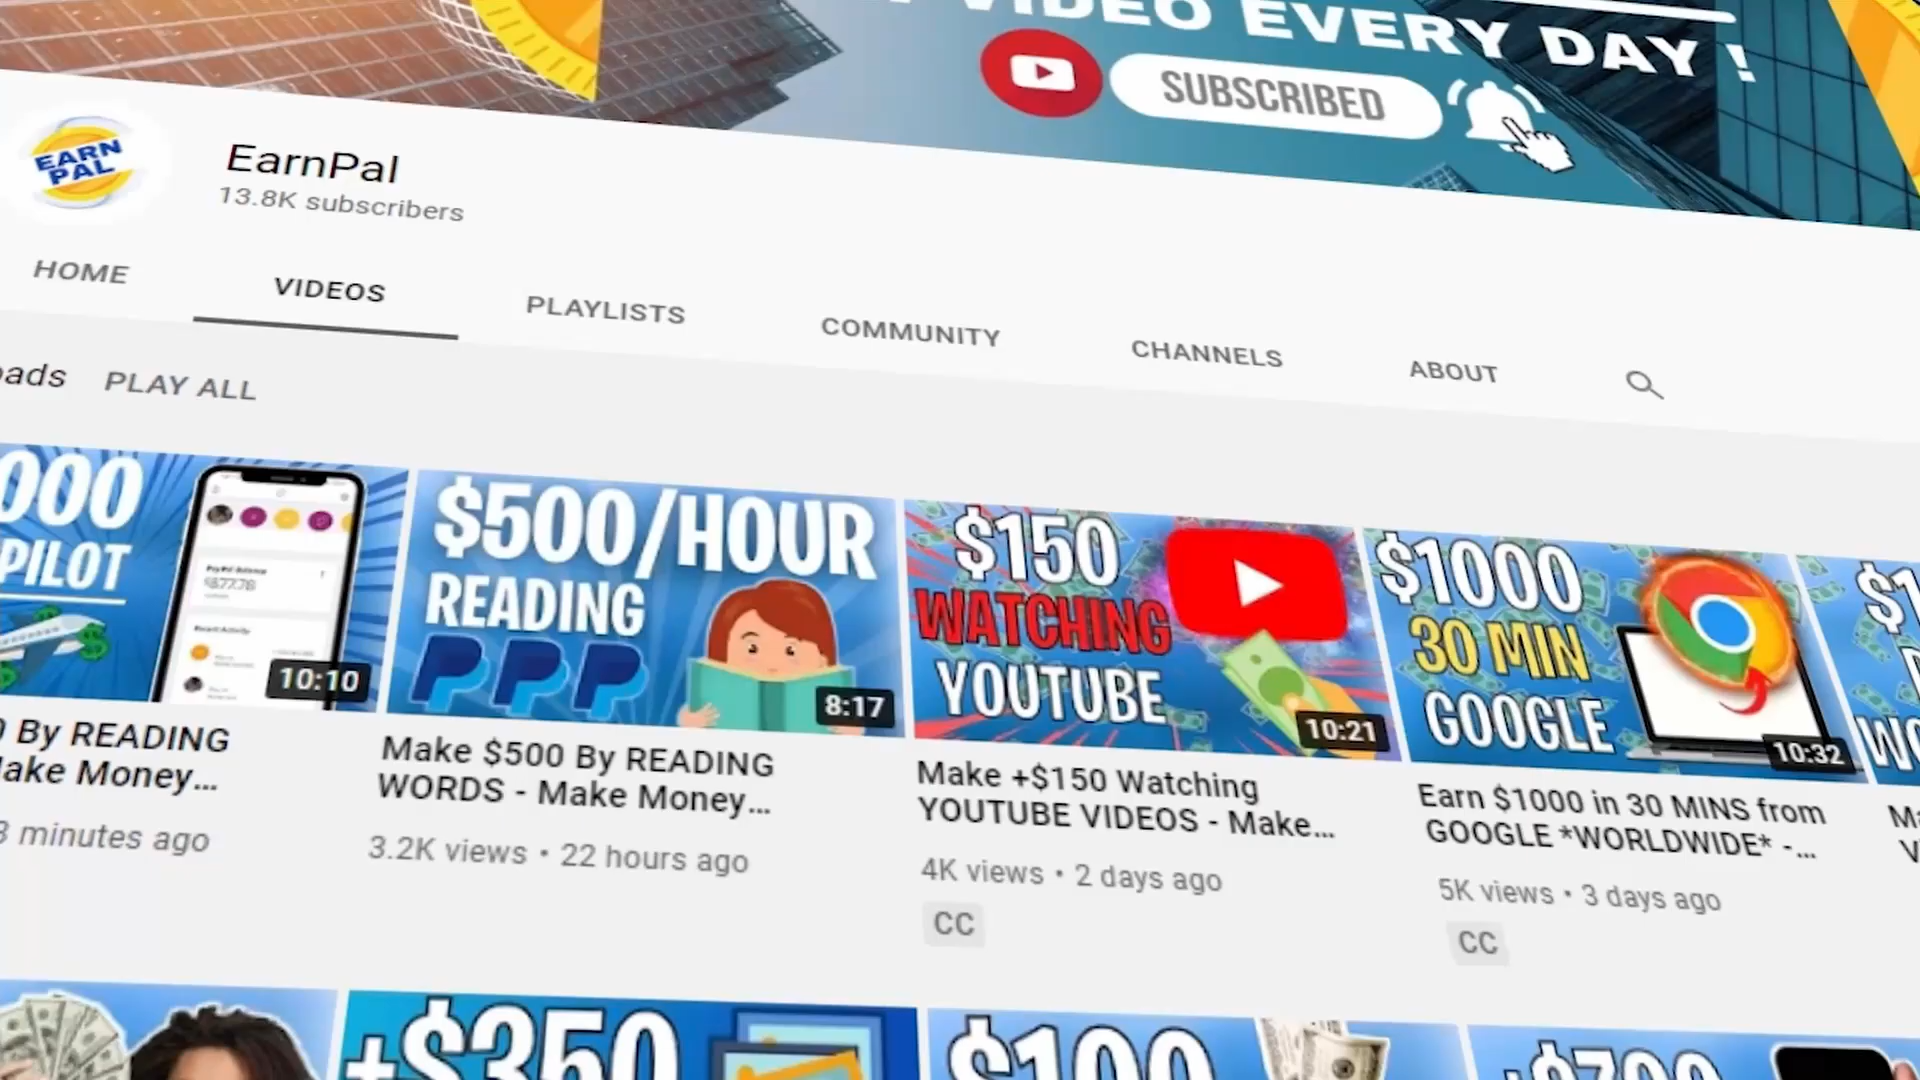 VIDEO EVERY DAY !
SUBSCRIBED
EARN
PAL
EarnPal
13.8K subscribers
HOME
VIDEOS
PLAYLISTS
COMMUNITY
CHANNELS
ABOUT
PLAY ALL
10:10
By READING
Money...
minutes ago
$500/HOUR
READING
8:17
Make $500 By READING
WORDS - Make Money...
3.2K views • 22 hours ago
$150
WATCHING
YOUTUBE
10:21
Make +$150 Watching
YOUTUBE VIDEOS - Make...
4K views • 2 days ago
CC
$1000
30 MIN
GOOGLE
10:32
Earn $1000 in 30 MINS from
GOOGLE *WORLDWIDE* -...
5K views • 3 days ago
CC
+$350
$100
+$700